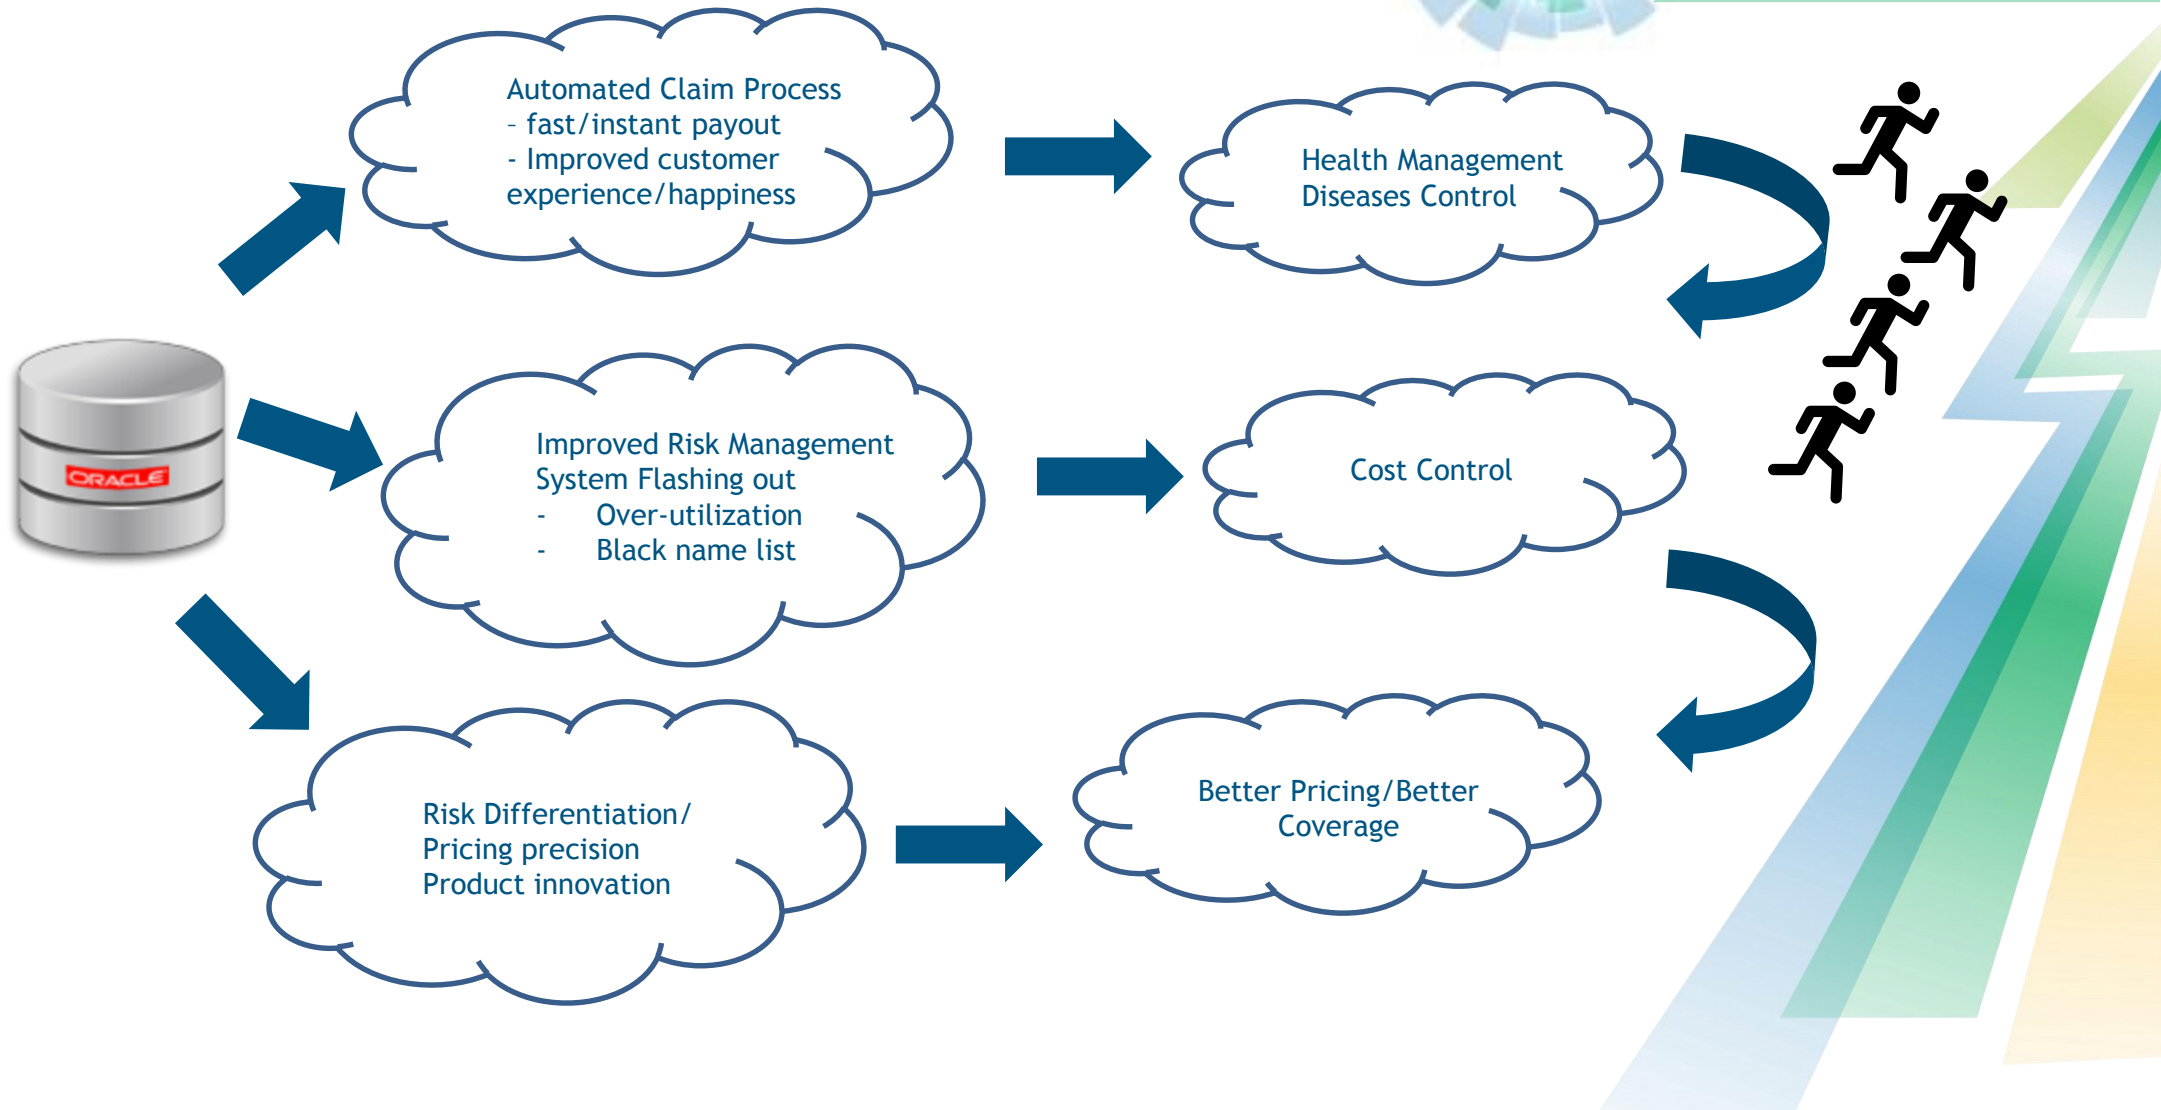 Automated Claim Process
– fast/instant payout
- Improved customer
experience/happiness
Health Management
Diseases Control
ORACLE
Improved Risk Management
System Flashing out
- Over-utilization
- Black name list
Cost Control
Risk Differentiation/
Pricing precision
Product innovation
Better Pricing/Better
Coverage